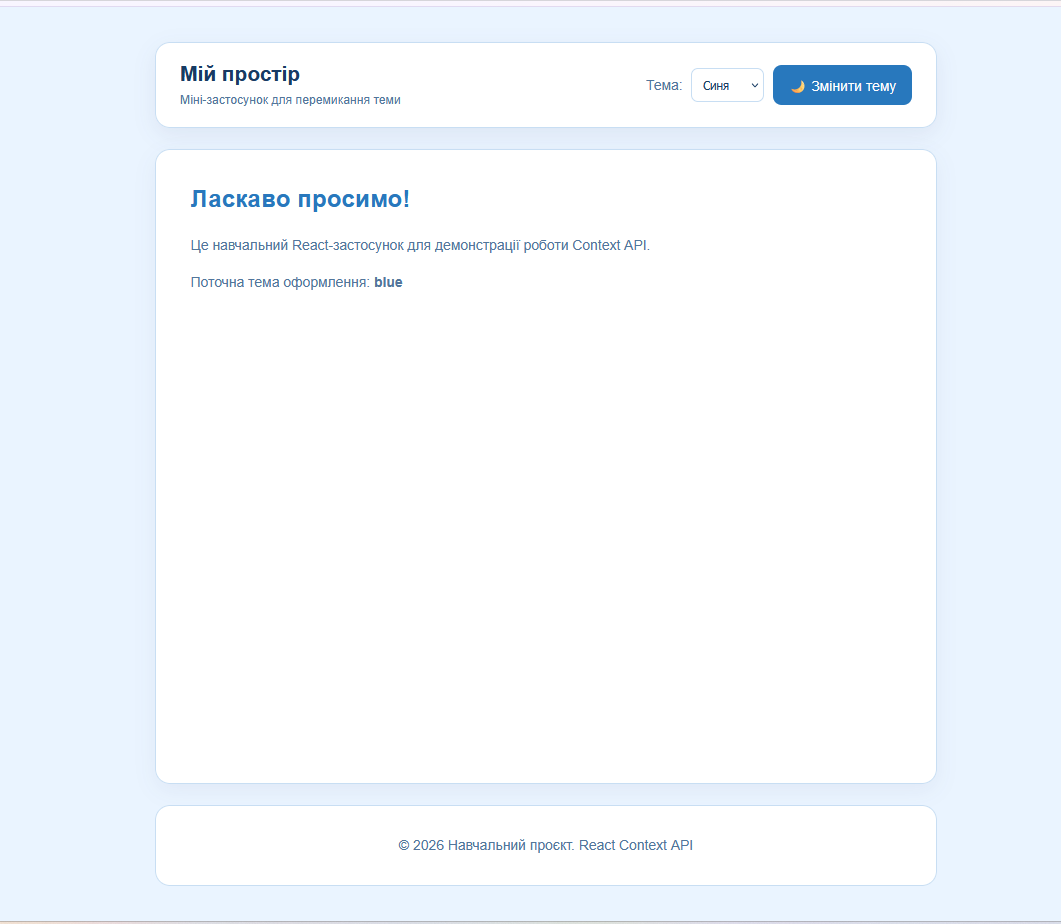 Мій простір
Міні-застосунок для перемикання теми
Тема: Синя 🌙 Змінити тему
Ласкаво просимо!
Це навчальний React-застосунок для демонстрації роботи Context API.
Поточна тема оформлення: blue
© 2026 Навчальний проєкт. React Context API